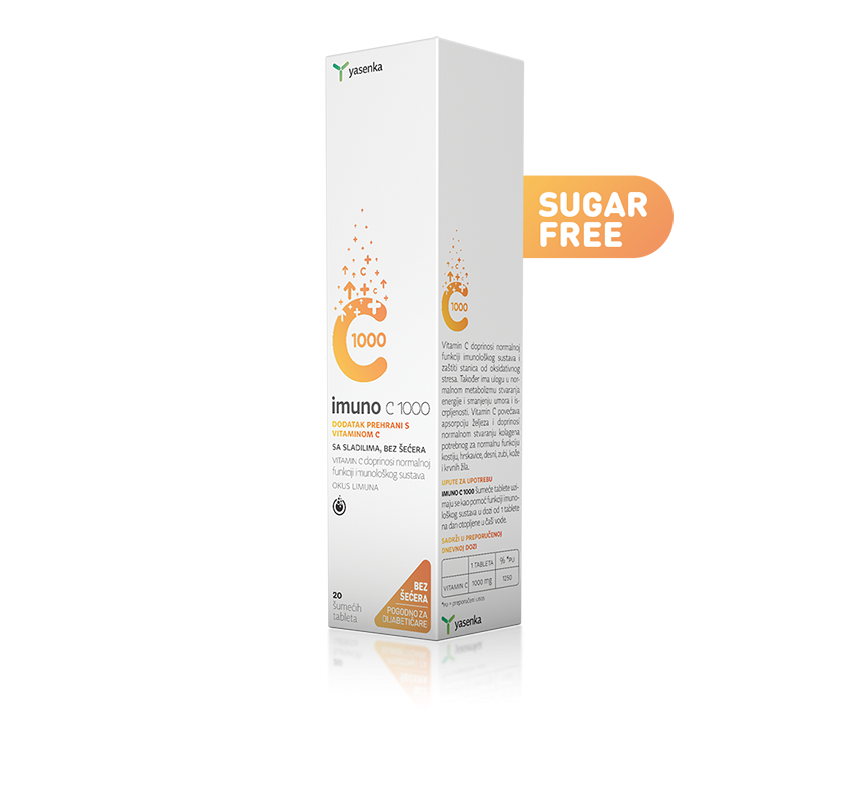 yasenka
1000
imuno C 1000
DODATAK PREHRANI S
VITAMINOM C
SA SLADILIMA, BEZ ŠEĆERA
VITAMIN C doprinosi normalnoj
funkciji imunološkog sustava
OKUS LIMUNA
20
šumećih
tableta
BEZ
ŠEĆERA
POGODNO ZA
DIJABETIČARE
1000
Vitamin C doprinosi normalnoj
funkciji imunološkog sustava i
zaštiti stanica od oksidativnog
stresa. Također ima ulogu u nor-
malnom metabolizmu stvaranja
energije i smanjenju umora i is-
crpljenosti. Vitamin C povećava
apsorpciju željeza i doprinosi
normalnom stvaranju kolagena
potrebnog za normalnu funkciju
kostiju, hrskavice, desni, zubi, kože
i krvnih žila.
UPUTE ZA UPOTREBU
IMUNO C 1000 šumeće tablete uzi-
maju se kao pomoć funkciji imuno-
loškog sustava u dozi od 1 tablete
na dan otopljene u čaši vode.
SADRŽI U PREPORUČENOJ
DNEVNOJ DOZI
1 TABLETA % *PU
VITAMIN C 1000 mg 1250
*PU = preporučeni unos
yasenka
SUGAR
FREE